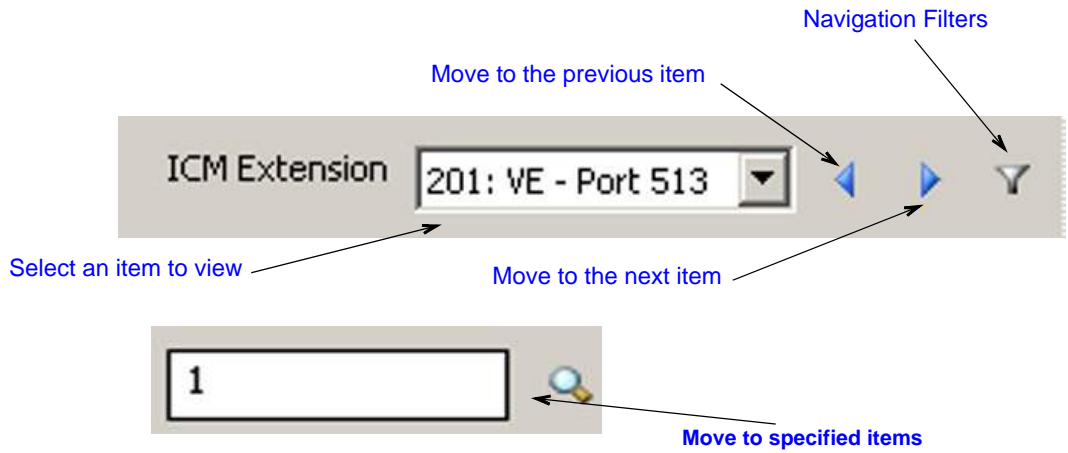 Navigation Filters
Move to the previous item
ICM Extension
201: VE - Port 513
Select an item to view
Move to the next item
1
Move to specified items